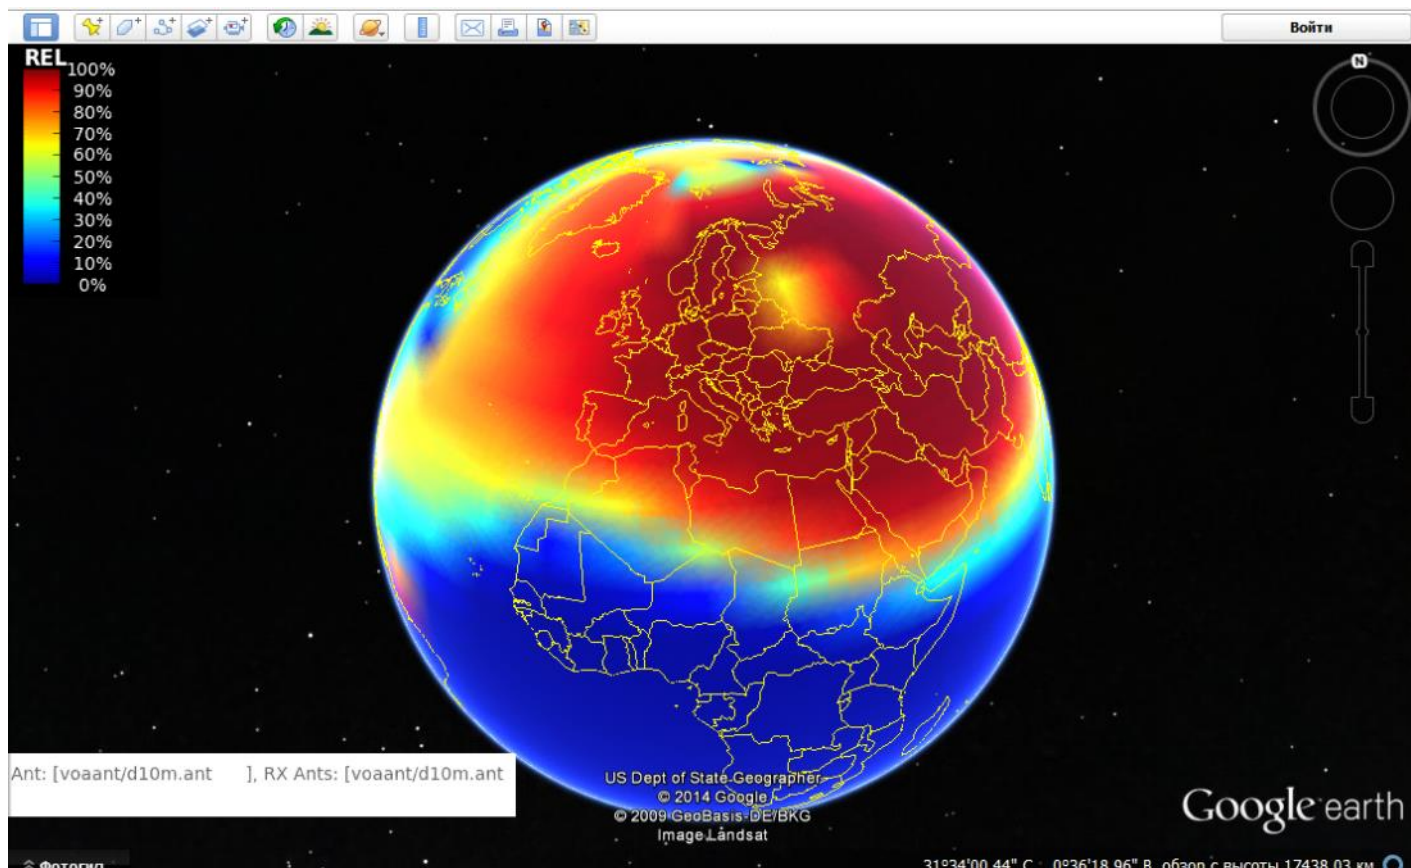 Войти
REL
100%
90%
80%
70%
60%
50%
40%
30%
20%
10%
0%
N
Ant: [voaant/d10m.ant ], RX Ants: [voaant/d10m.ant
US Dept of State Geographer
© 2014 Google
© 2009 GeoBasis-DE/BKG
Image Landsat
Google earth
31°34'00.44" С 0°36'18.96" В обзор с высоты 17438.03 км